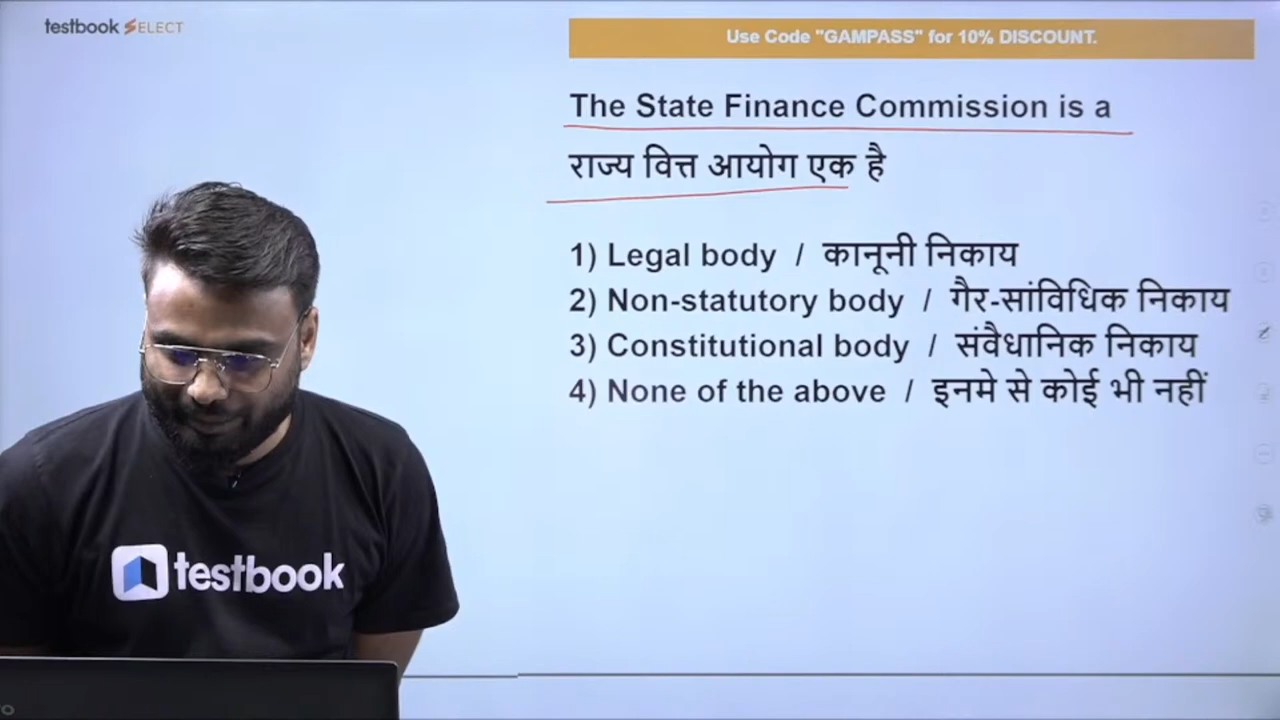 testbook SELECT
Use Code "GAMPASS" for 10% DISCOUNT.
The State Finance Commission is a
राज्य वित्त आयोग एक है
1) Legal body / कानूनी निकाय
2) Non-statutory body / गैर-सांविधिक निकाय
3) Constitutional body / संवैधानिक निकाय
4) None of the above / इनमे से कोई भी नहीं
testbook